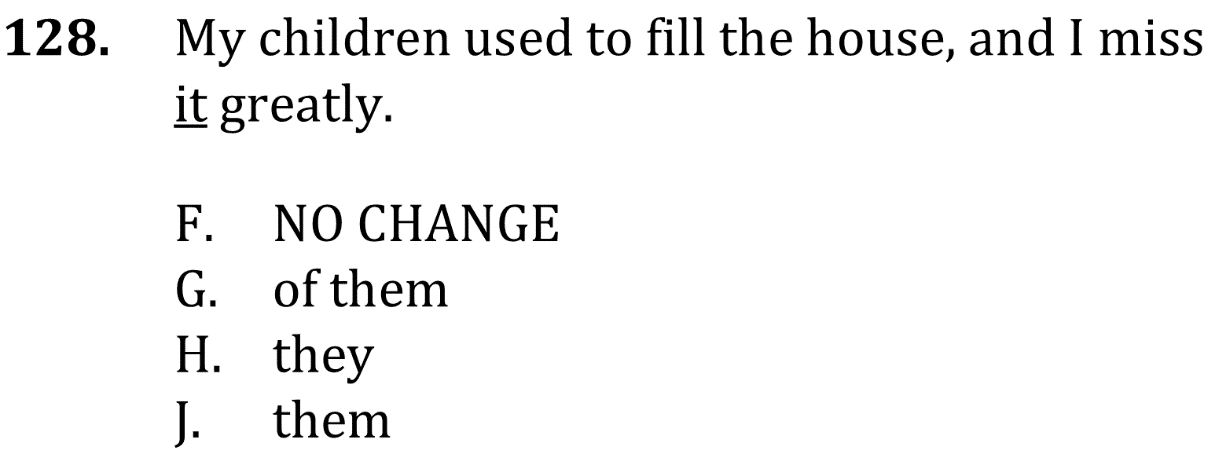 128. My children used to fill the house, and I miss
it greatly.
F. NO CHANGE
G. of them
H. they
J. them